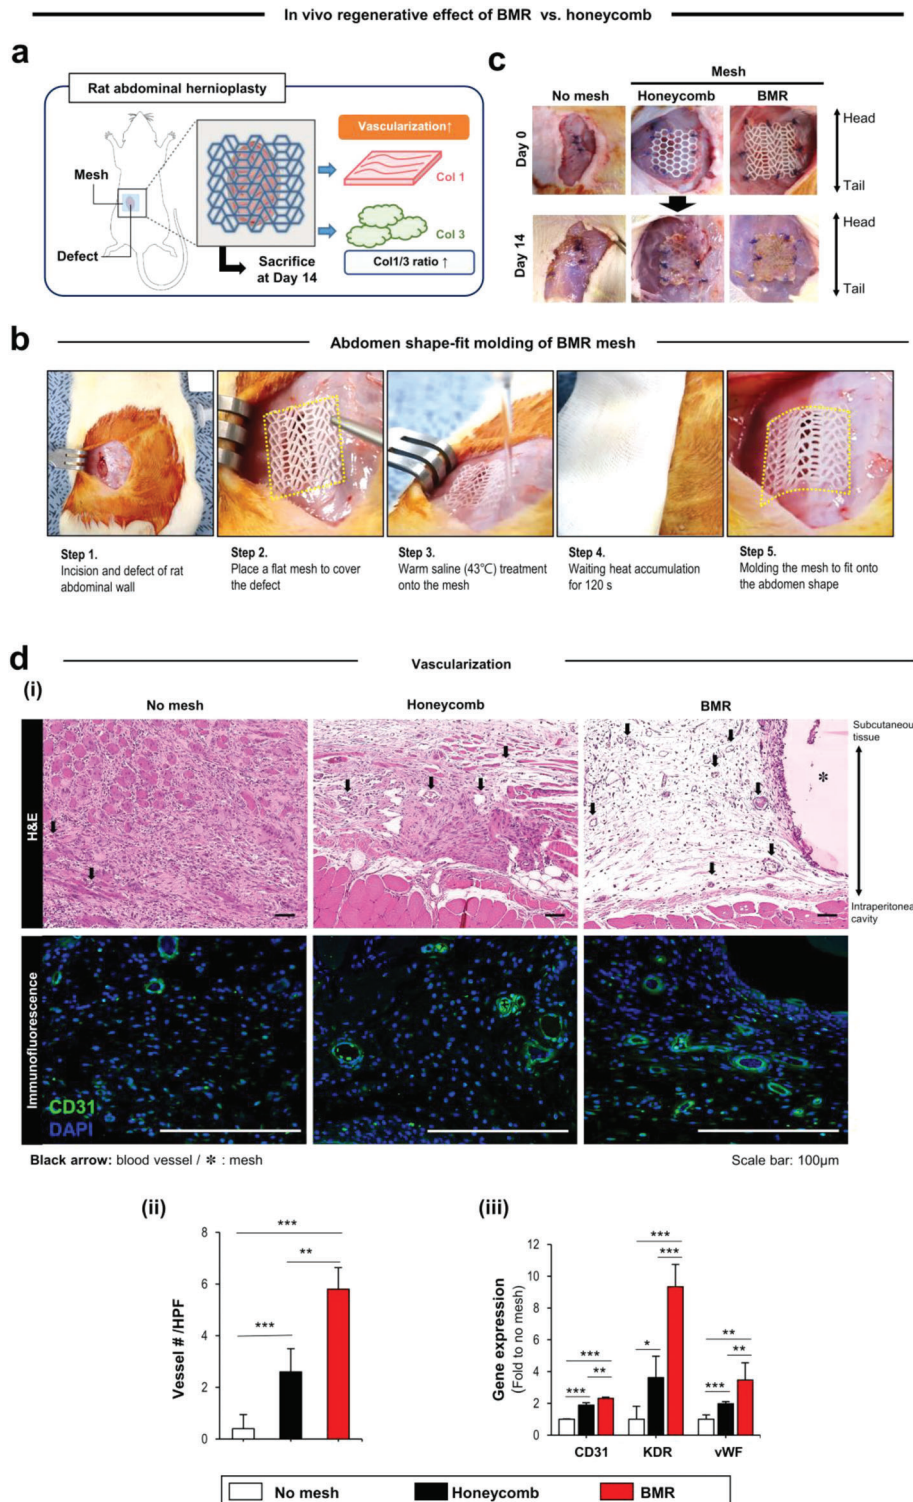 In vivo regenerative effect of BMR vs. honeycomb
a
Rat abdominal hernioplasty
Mesh
Defect
Sacrifice
at Day 14
Vascularization↑
Col 1
Col 3
Col1/3 ratio ↑
c
Mesh
No mesh
Honeycomb
BMR
Day 0
Head
Tail
Day 14
Head
Tail
b
Abdomen shape-fit molding of BMR mesh
Step 1.
Incision and defect of rat
abdominal wall
Step 2.
Place a flat mesh to cover
the defect
Step 3.
Warm saline (43℃) treatment
onto the mesh
Step 4.
Waiting heat accumulation
for 120 s
Step 5.
Molding the mesh to fit onto
the abdomen shape
d
Vascularization
(i)
No mesh
Honeycomb
BMR
H&E
*
Subcutaneou
tissue
Intraperitonea
cavity
Immunofluorescence
CD31
DAPI
Black arrow: blood vessel / * : mesh
Scale bar: 100μm
(ii)
Vessel # /HPF
8
6
4
2
0
***
**
***
(iii)
Gene expression
(Fold to no mesh)
12
10
8
6
4
2
0
***
**
***
***
***
*
**
**
***
CD31
KDR
vWF
No mesh
Honeycomb
BMR